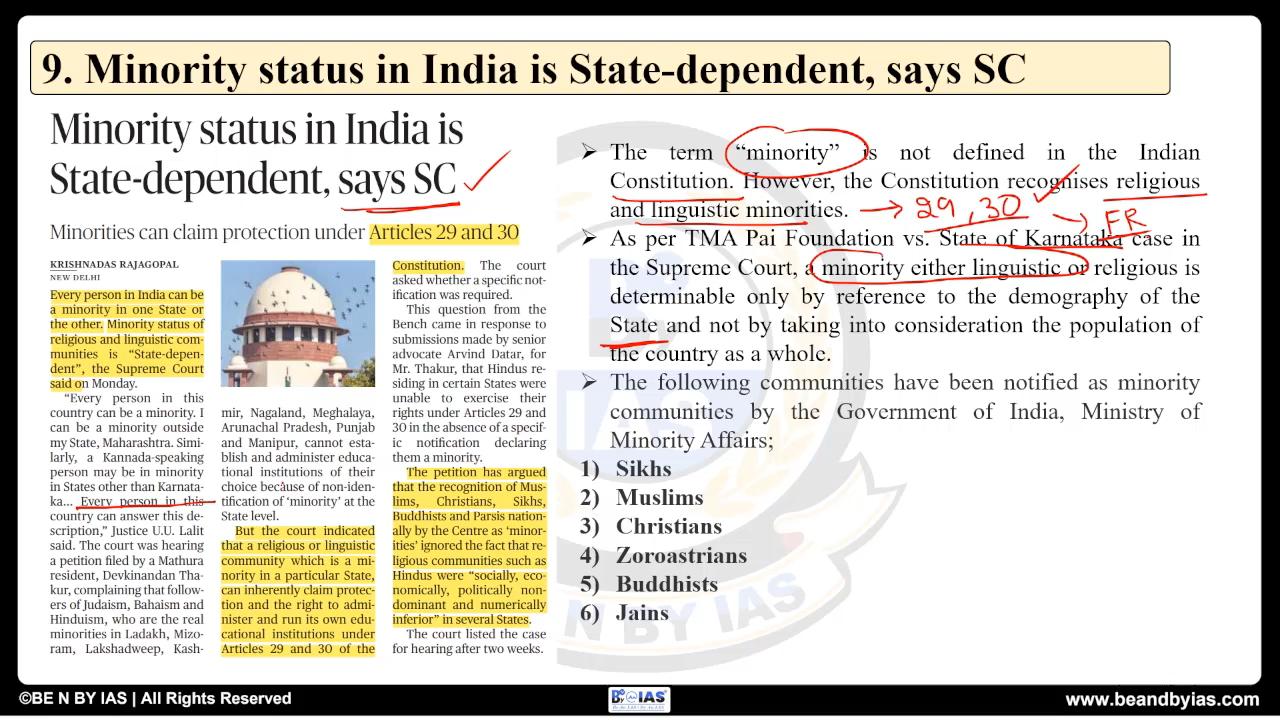 9. Minority status in India is State-dependent, says SC
Minority status in India is
State-dependent, says SC
Minorities can claim protection under Articles 29 and 30
KRISHNADAS RAJAGOPAL
NEW DELHI
Every person in India can be
a minority in one State or
the other. Minority status of
religious and linguistic com-
munities is “State-depen-
dent”, the Supreme Court
said on Monday.
“Every person in this
country can be a minority. I
can be a minority outside
my State, Maharashtra. Simi-
larly, a Kannada-speaking
person may be in minority
in States other than Karnata-
ka... Every person in this
country can answer this de-
scription,” Justice U.U. Lalit
said. The court was hearing
a petition filed by a Mathura
resident, Devkinandan Tha-
kur, complaining that follow-
ers of Judaism, Bahaism and
Hinduism, who are the real
minorities in Ladakh, Mizo-
ram, Lakshadweep, Kash-
mir, Nagaland, Meghalaya,
Arunachal Pradesh, Punjab
and Manipur, cannot esta-
blish and administer educa-
tional institutions of their
choice because of non-iden-
tification of ‘minority’ at the
State level.
But the court indicated
that a religious or linguistic
community which is a mi-
nority in a particular State,
can inherently claim protec-
tion and the right to admi-
nister and run its own edu-
cational institutions under
Articles 29 and 30 of the
Constitution. The court
asked whether a specific not-
ification was required.
This question from the
Bench came in response to
submissions made by senior
advocate Arvind Datar, for
Mr. Thakur, that Hindus re-
siding in certain States were
unable to exercise their
rights under Articles 29 and
30 in the absence of a specif-
ic notification declaring
them a minority.
The petition has argued
that the recognition of Mus-
lims, Christians, Sikhs,
Buddhists and Parsis nation-
ally by the Centre as ‘minor-
ities’ ignored the fact that re-
ligious communities such as
Hindus were “socially, eco-
nomically, politically non-
dominant and numerically
inferior” in several States.
The court listed the case
for hearing after two weeks.
➢ The term “minority” is not defined in the Indian
Constitution. However, the Constitution recognises religious
and linguistic minorities. → 29, 30 → FR
➢ As per TMA Pai Foundation vs. State of Karnataka case in
the Supreme Court, a minority either linguistic or religious is
determinable only by reference to the demography of the
State and not by taking into consideration the population of
the country as a whole.
➢ The following communities have been notified as minority
communities by the Government of India, Ministry of
Minority Affairs;
1) Sikhs
2) Muslims
3) Christians
4) Zoroastrians
5) Buddhists
6) Jains
N BY IAS
©BE N BY IAS | All Rights Reserved
IAS
www.beandbyias.com